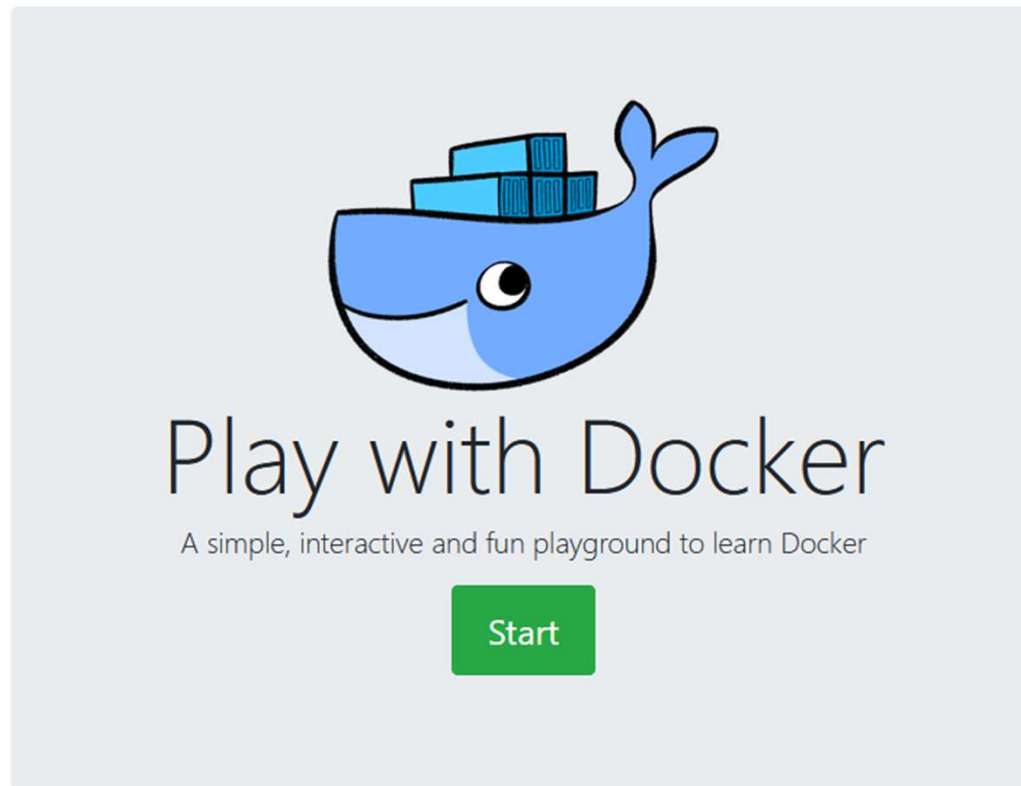 Play with Docker
A simple, interactive and fun playground to learn Docker
Start